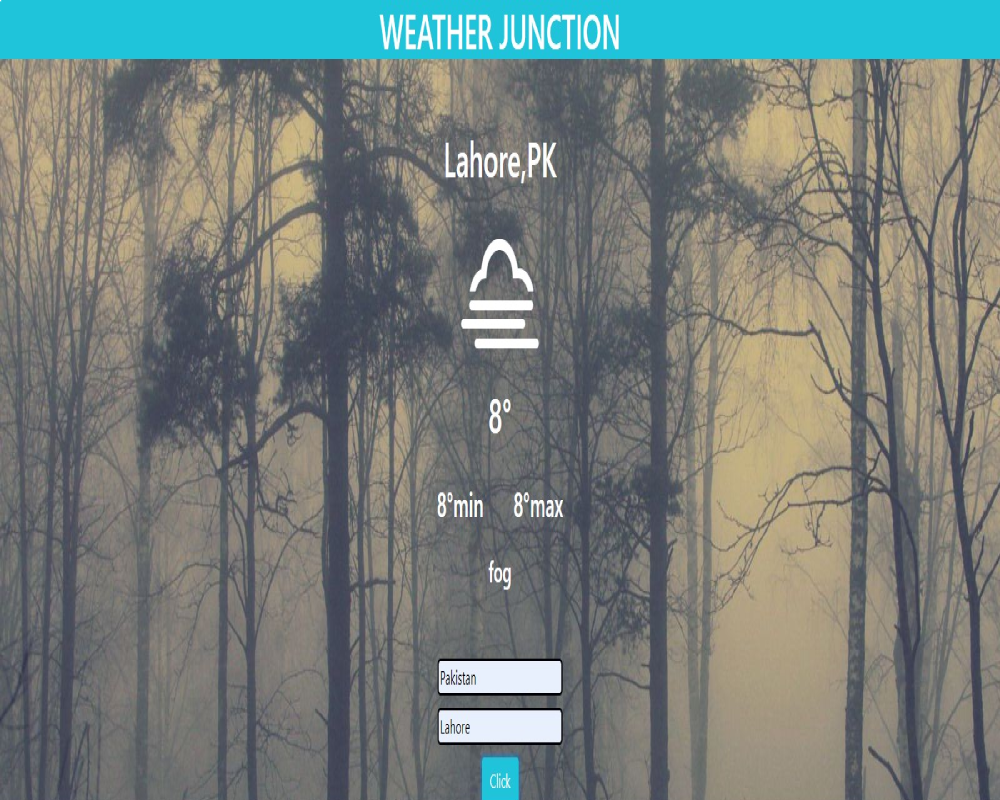 WEATHER JUNCTION
Lahore,PK
8°
8°min 8°max
fog
Pakistan
Lahore
Click